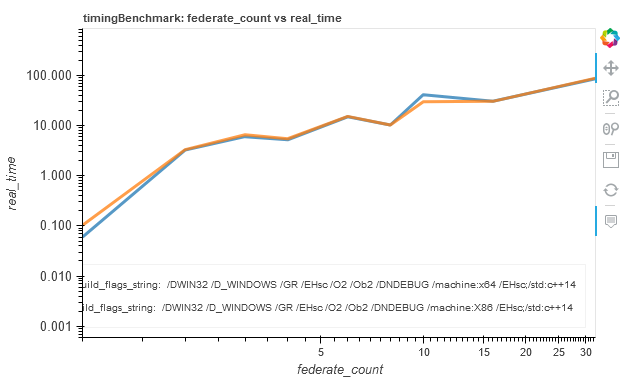 timingBenchmark: federate_count vs real_time
100.000
10.000
1.000
0.100
0.010
0.001
real_time
uild_flags_string: /DWIN32 /D_WINDOWS /GR /EHsc /O2 /Ob2 /DNDEBUG /machine:x64 /EHsc;/std:c++14
uild_flags_string: /DWIN32 /D_WINDOWS /GR /EHsc /O2 /Ob2 /DNDEBUG /machine:X86 /EHsc;/std:c++14
5 10 15 20 25 30
federate_count